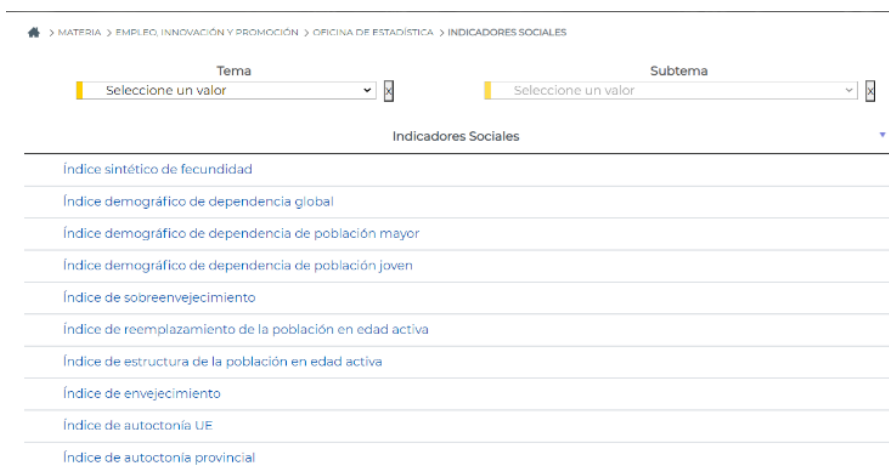 > MATERIA > EMPLEO, INNOVACIÓN Y PROMOCIÓN > OFICINA DE ESTADÍSTICA > INDICADORES SOCIALES
Tema Subtema
Seleccione un valor x Seleccione un valor x
Indicadores Sociales
Índice sintético de fecundidad
Índice demográfico de dependencia global
Índice demográfico de dependencia de población mayor
Índice demográfico de dependencia de población joven
Índice de sobreenvejecimiento
Índice de reemplazamiento de la población en edad activa
Índice de estructura de la población en edad activa
Índice de envejecimiento
Índice de autoctonía UE
Índice de autoctonía provincial